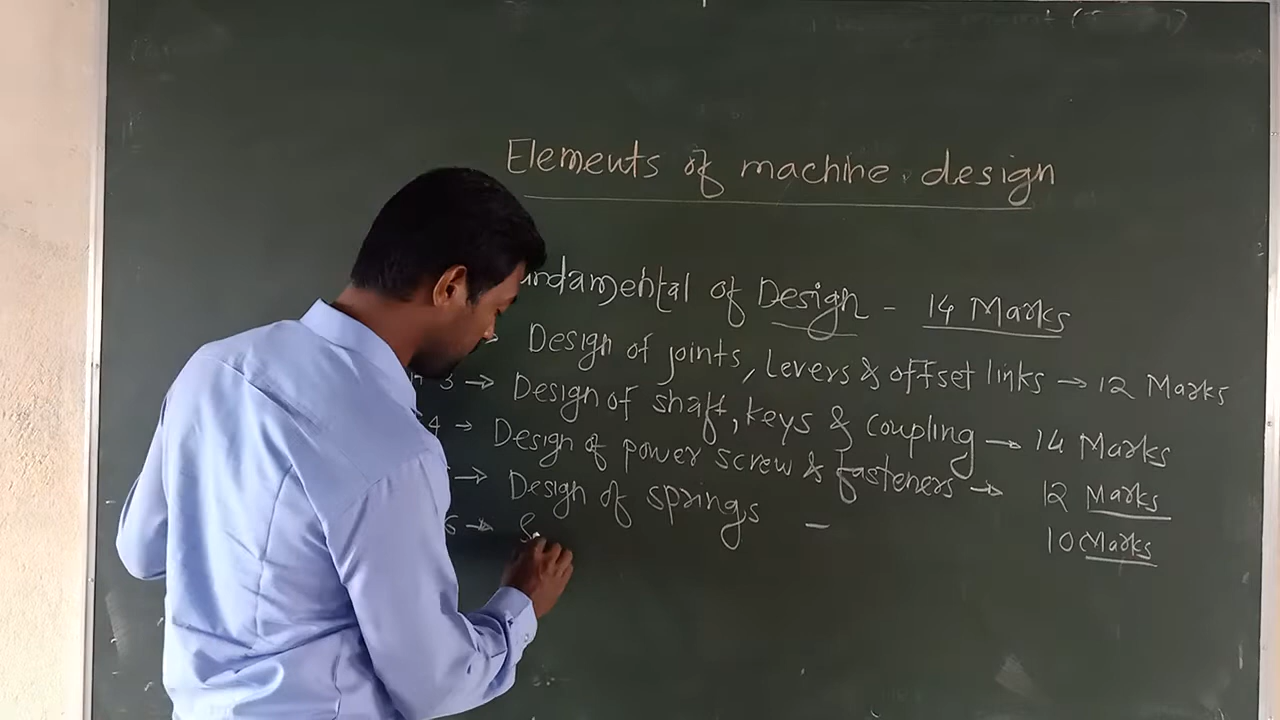 Elements of machine design
undamental of Design - 14 Marks
Design of joints, Levers & offset links → 12 Marks
3 → Design of shaft, keys & coupling → 14 Marks
4 → Design of power screw & fasteners → 12 Marks
→ Design of springs - 10 Marks
6 → S